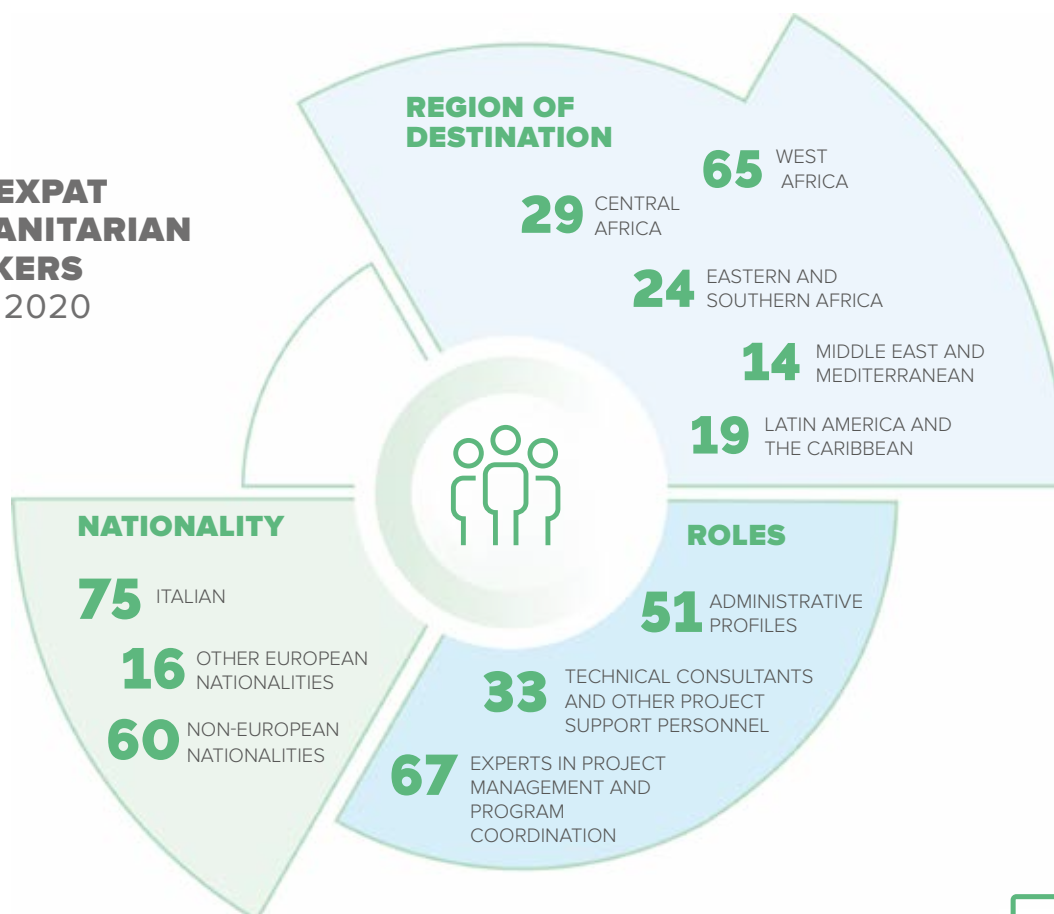 EXPAT
ANITARIAN
KERS
2020
REGION OF
DESTINATION
65 WEST
AFRICA
29 CENTRAL
AFRICA
24 EASTERN AND
SOUTHERN AFRICA
14 MIDDLE EAST AND
MEDITERRANEAN
19 LATIN AMERICA AND
THE CARIBBEAN
NATIONALITY
75 ITALIAN
16 OTHER EUROPEAN
NATIONALITIES
60 NON-EUROPEAN
NATIONALITIES
ROLES
51 ADMINISTRATIVE
PROFILES
33 TECHNICAL CONSULTANTS
AND OTHER PROJECT
SUPPORT PERSONNEL
67 EXPERTS IN PROJECT
MANAGEMENT AND
PROGRAM
COORDINATION